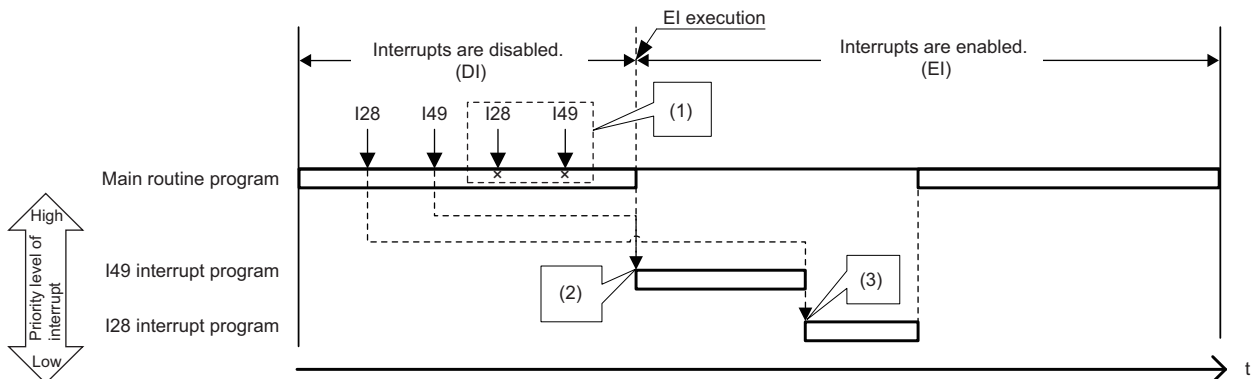 EI execution
Interrupts are disabled.
(DI)
Interrupts are enabled.
(EI)
I28
I49
I28
I49
(1)
Main routine program
High
Priority level of
interrupt
Low
I49 interrupt program
(2)
(3)
I28 interrupt program
t